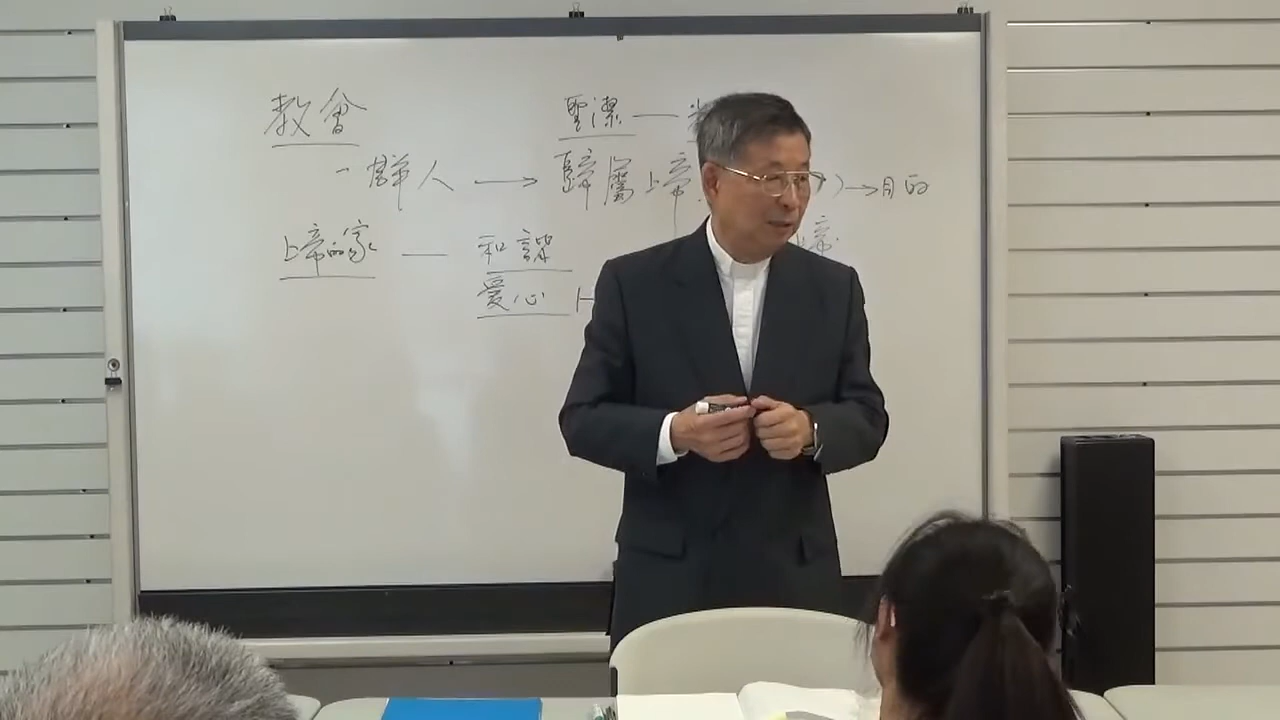 教會 聖潔 —
一群人 → 歸屬上帝 ) → 目的
上帝的家 — 和諧 帝
愛心